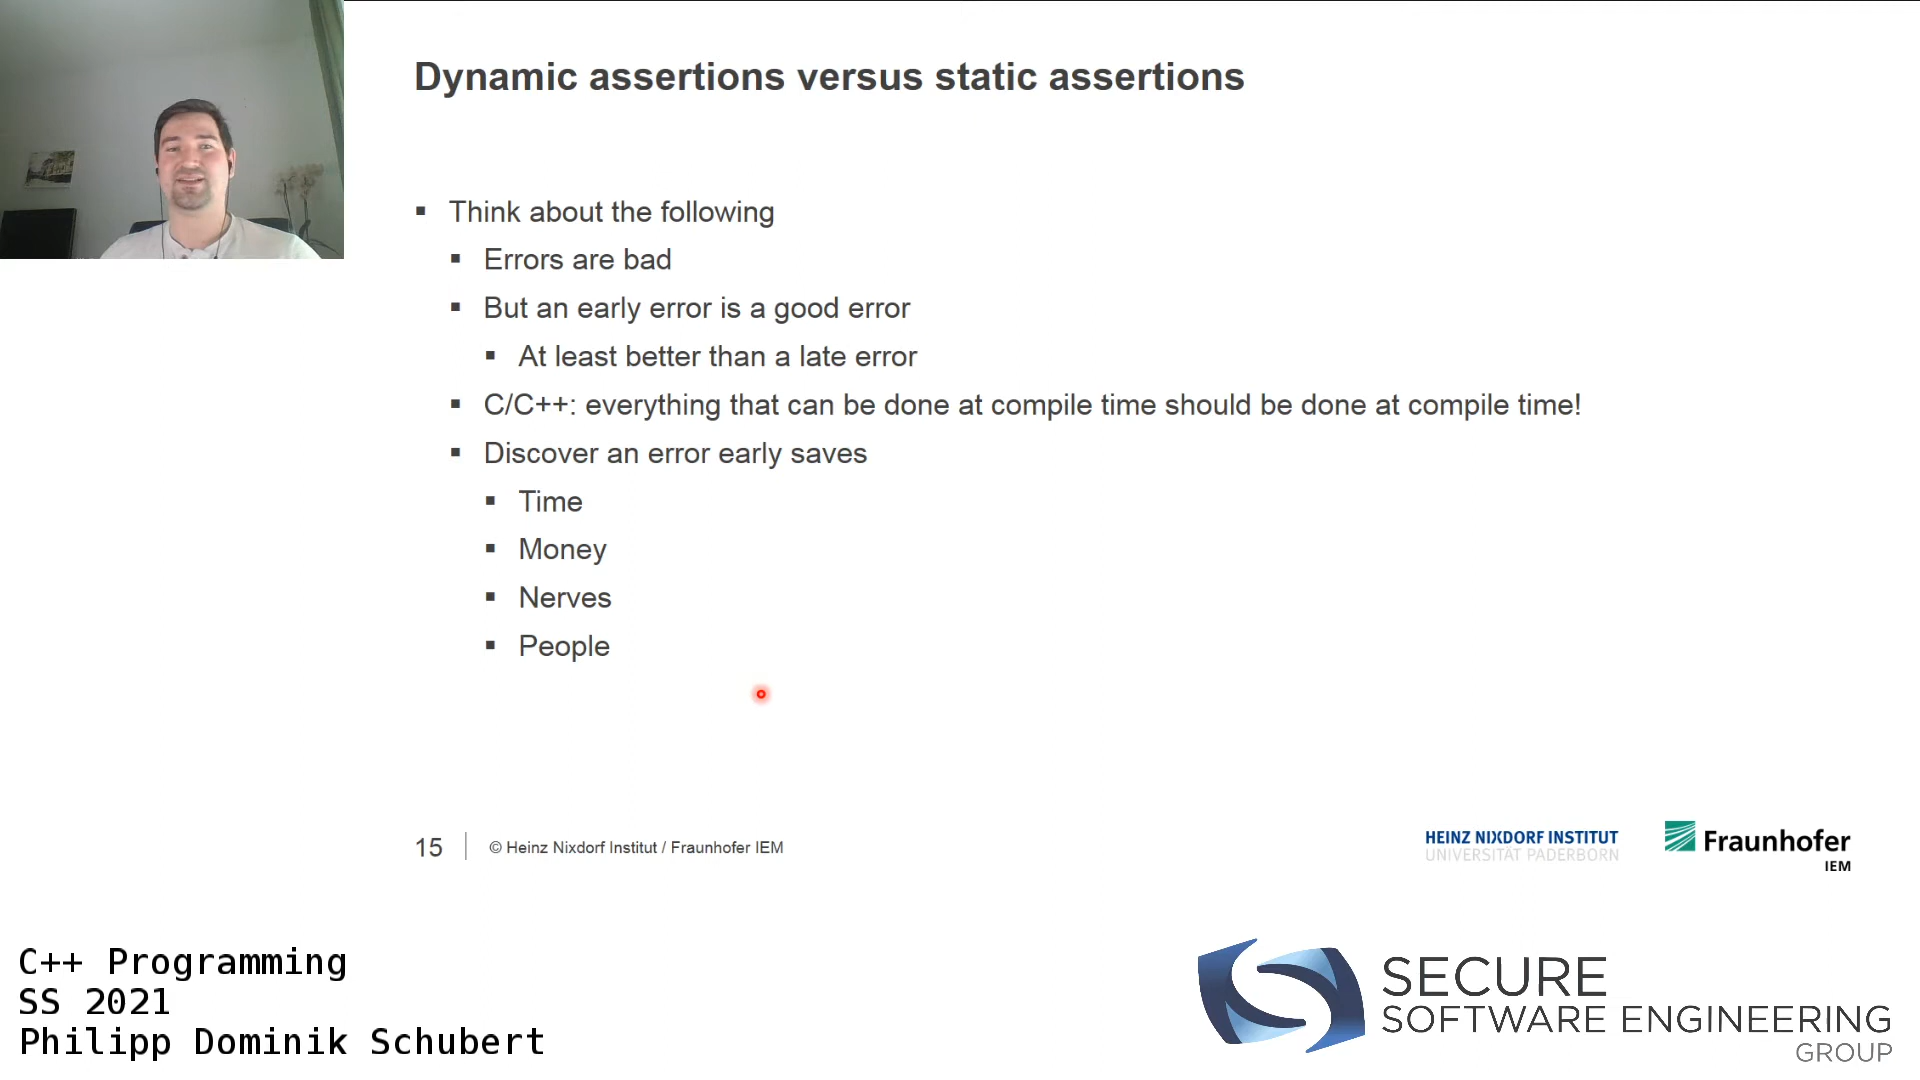 Dynamic assertions versus static assertions
Think about the following
Errors are bad
But an early error is a good error
At least better than a late error
C/C++: everything that can be done at compile time should be done at compile time!
Discover an error early saves
Time
Money
Nerves
People
15
© Heinz Nixdorf Institut / Fraunhofer IEM
HEINZ NIXDORF INSTITUT
UNIVERSITÄT PADERBORN
Fraunhofer
IEM
C++ Programming
SS 2021
Philipp Dominik Schubert
SECURE
SOFTWARE ENGINEERING
GROUP